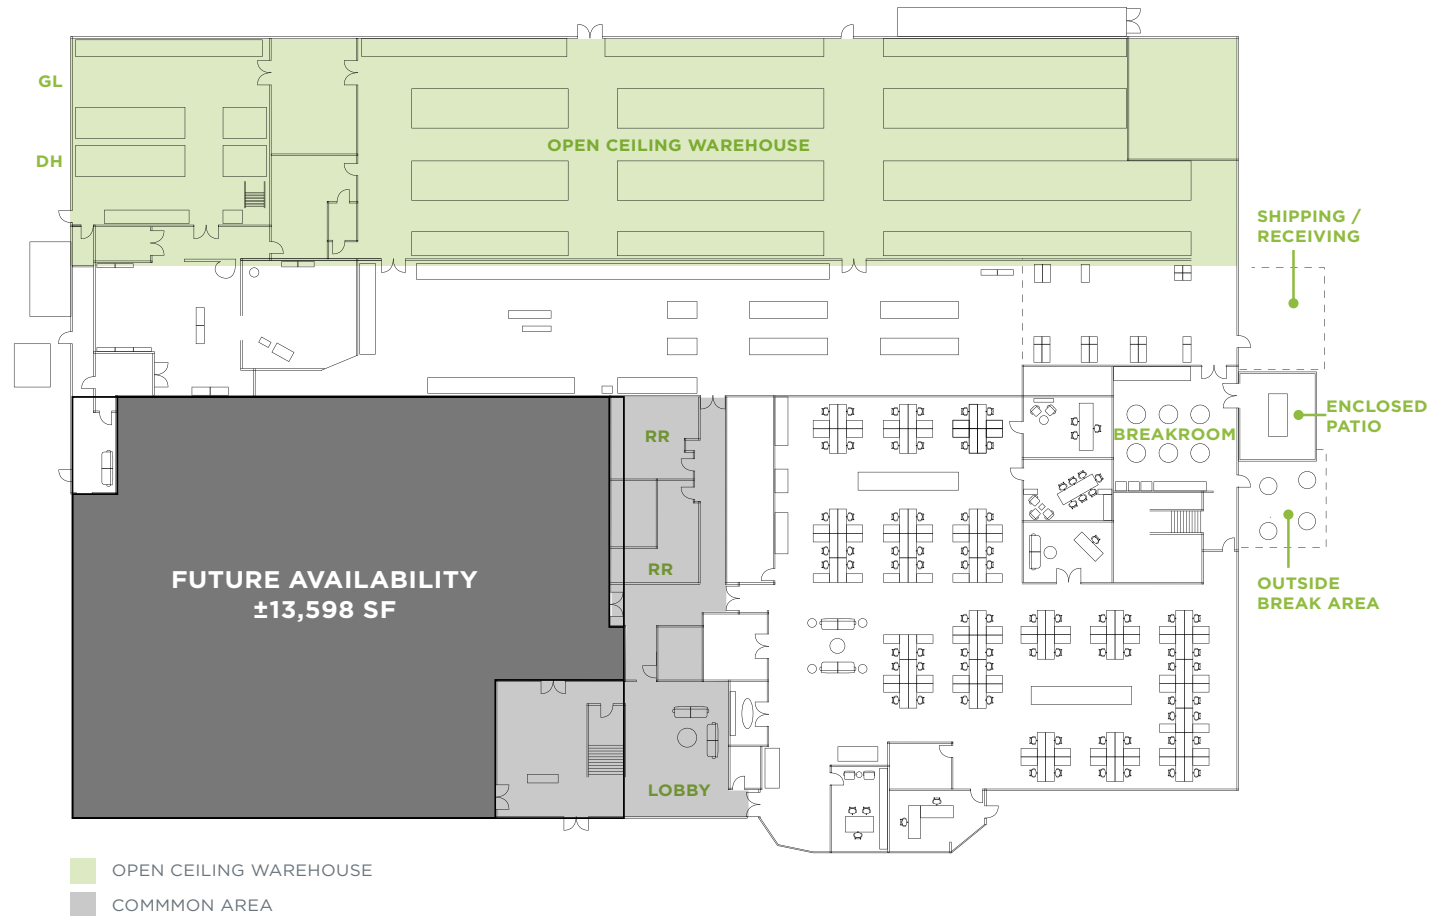 GL
OPEN CEILING WAREHOUSE
DH
SHIPPING /
RECEIVING
ENCLOSED
PATIO
BREAKROOM
RR
RR
FUTURE AVAILABILITY
±13,598 SF
OUTSIDE
BREAK AREA
LOBBY
OPEN CEILING WAREHOUSE
COMMMON AREA